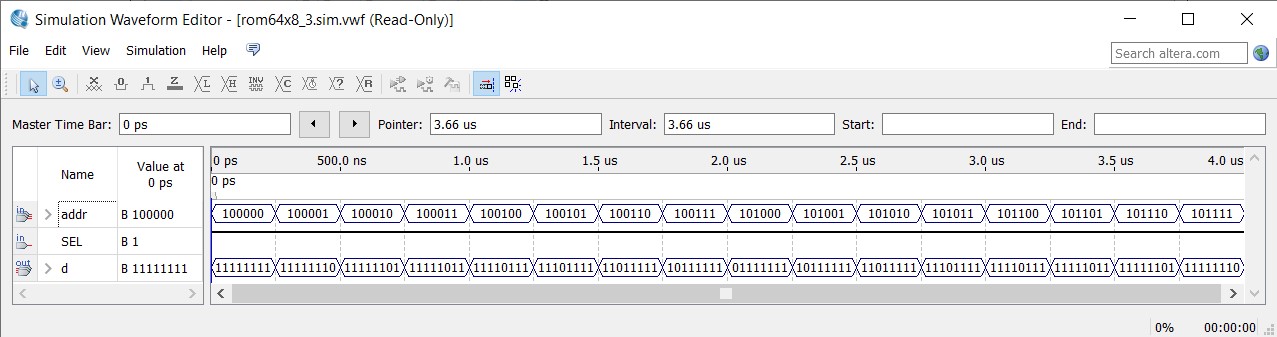 Simulation Waveform Editor - [rom64x8_3.sim.vwf (Read-Only)]
File Edit View Simulation Help
Search altera.com
Master Time Bar: 0 ps Pointer: 3.66 us Interval: 3.66 us Start: End:
Name Value at 0 ps
0 ps 500.0 ns 1.0 us 1.5 us 2.0 us 2.5 us 3.0 us 3.5 us 4.0 us
0 ps
addr B 100000 100000 100001 100010 100011 100100 100101 100110 100111 101000 101001 101010 101011 101100 101101 101110 101111
SEL B 1
d B 11111111 11111111 11111110 11111101 11111011 11110111 11101111 11011111 10111111 01111111 10111111 11011111 11101111 11110111 11111011 11111101 11111110
0% 00:00:00